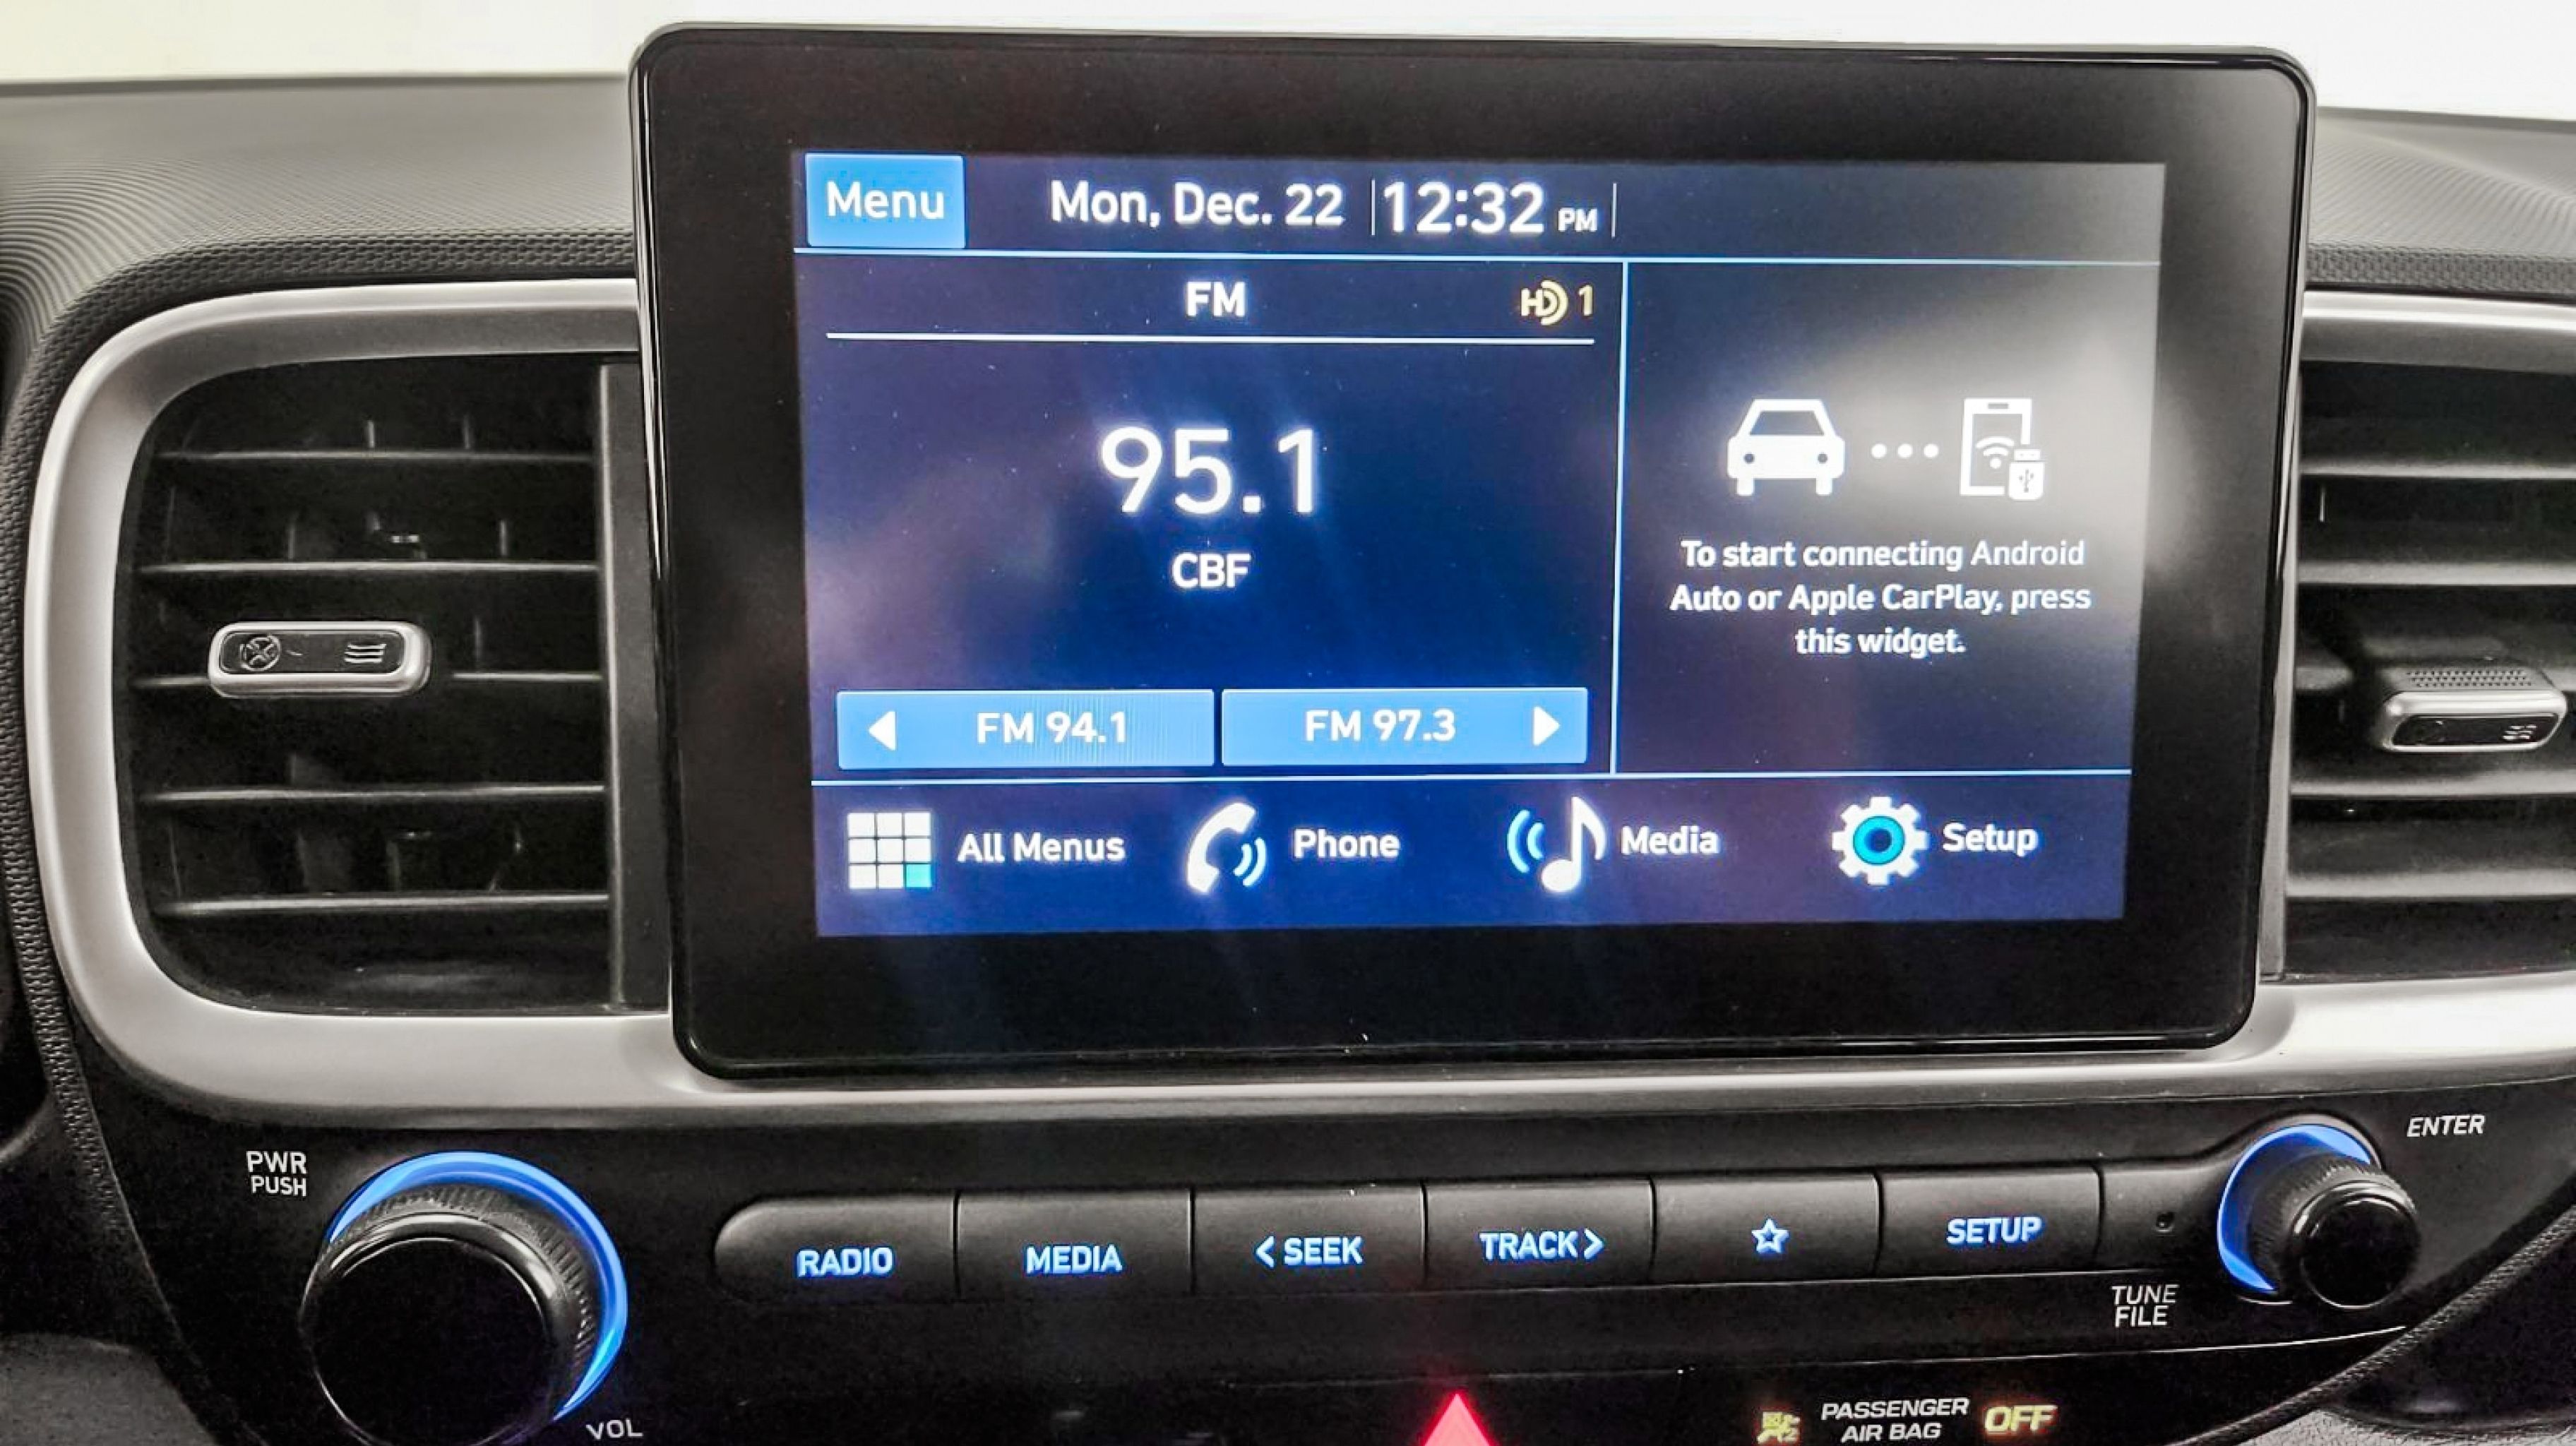 Menu
Mon, Dec. 22
12:32 PM
FM
HD 1
95.1
CBF
FM 94.1
FM 97.3
To start connecting Android
Auto or Apple CarPlay, press
this widget.
All Menus
Phone
Media
Setup
PWR
PUSH
VOL
RADIO
MEDIA
< SEEK
TRACK >
SETUP
ENTER
TUNE
FILE
PASSENGER
AIR BAG
OFF